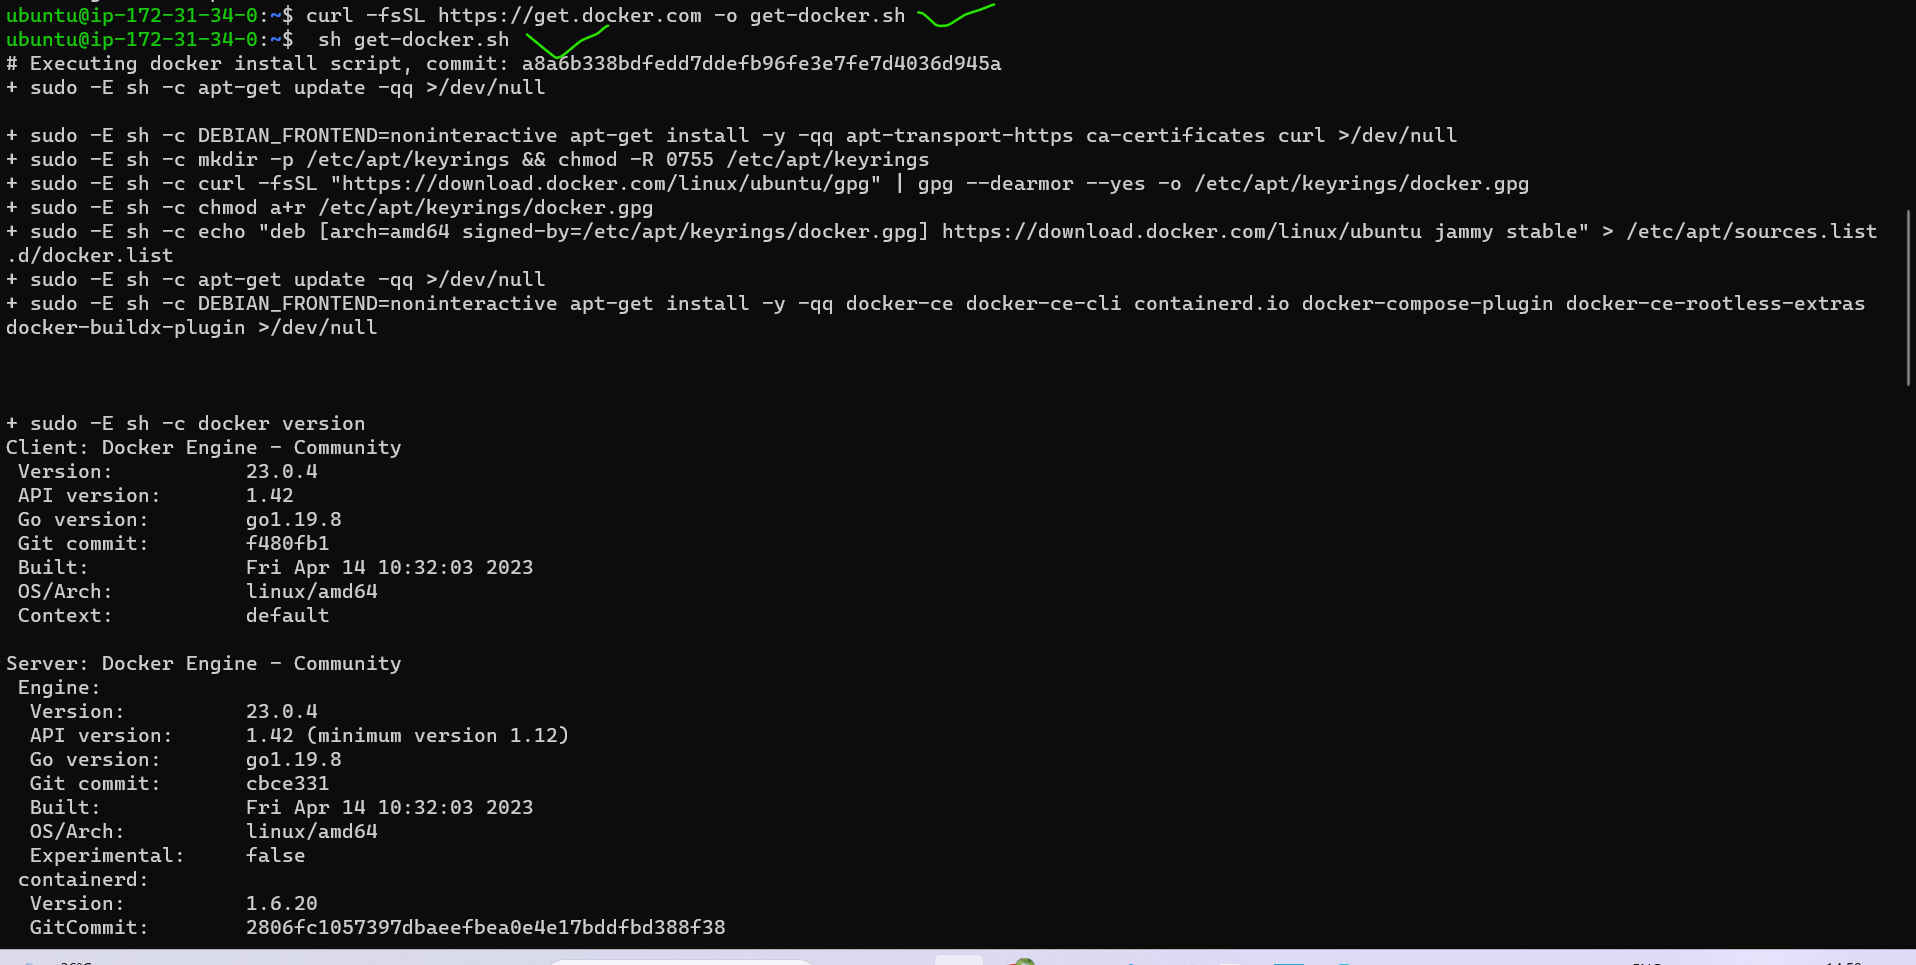 ubuntu@ip-172-31-34-0:~$ curl -fsSL https://get.docker.com -o get-docker.sh
ubuntu@ip-172-31-34-0:~$  sh get-docker.sh
# Executing docker install script, commit: a8a6b338bdfedd7ddefb96fe3e7fe7d4036d945a
+ sudo -E sh -c apt-get update -qq >/dev/null
+ sudo -E sh -c DEBIAN_FRONTEND=noninteractive apt-get install -y -qq apt-transport-https ca-certificates curl >/dev/null
+ sudo -E sh -c mkdir -p /etc/apt/keyrings && chmod -R 0755 /etc/apt/keyrings
+ sudo -E sh -c curl -fsSL "https://download.docker.com/linux/ubuntu/gpg" | gpg --dearmor --yes -o /etc/apt/keyrings/docker.gpg
+ sudo -E sh -c chmod a+r /etc/apt/keyrings/docker.gpg
+ sudo -E sh -c echo "deb [arch=amd64 signed-by=/etc/apt/keyrings/docker.gpg] https://download.docker.com/linux/ubuntu jammy stable" > /etc/apt/sources.list
.d/docker.list
+ sudo -E sh -c apt-get update -qq >/dev/null
+ sudo -E sh -c DEBIAN_FRONTEND=noninteractive apt-get install -y -qq docker-ce docker-ce-cli containerd.io docker-compose-plugin docker-ce-rootless-extras
docker-buildx-plugin >/dev/null
+ sudo -E sh -c docker version
Client: Docker Engine - Community
Version: 23.0.4
API version: 1.42
Go version: go1.19.8
Git commit: f480fb1
Built: Fri Apr 14 10:32:03 2023
OS/Arch: linux/amd64
Context: default
Server: Docker Engine - Community
Engine:
Version: 23.0.4
API version: 1.42 (minimum version 1.12)
Go version: go1.19.8
Git commit: cbce331
Built: Fri Apr 14 10:32:03 2023
OS/Arch: linux/amd64
Experimental: false
containerd:
Version: 1.6.20
GitCommit: 2806fc1057397dbaeefbea0e4e17bddfbd388f38